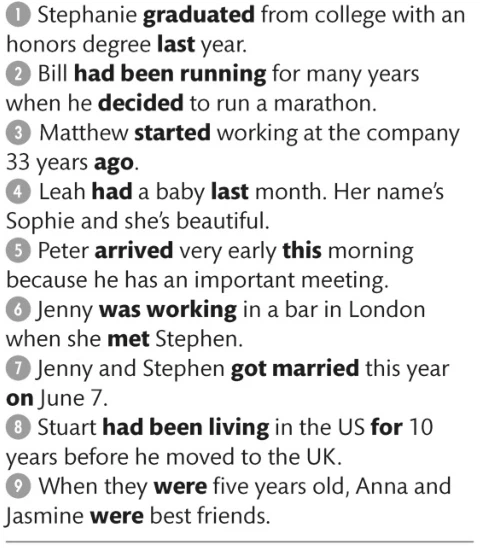 1 Stephanie graduated from college with an
honors degree last year.
2 Bill had been running for many years
when he decided to run a marathon.
3 Matthew started working at the company
33 years ago.
4 Leah had a baby last month. Her name's
Sophie and she's beautiful.
5 Peter arrived very early this morning
because he has an important meeting.
6 Jenny was working in a bar in London
when she met Stephen.
7 Jenny and Stephen got married this year
on June 7.
8 Stuart had been living in the US for 10
years before he moved to the UK.
9 When they were five years old, Anna and
Jasmine were best friends.